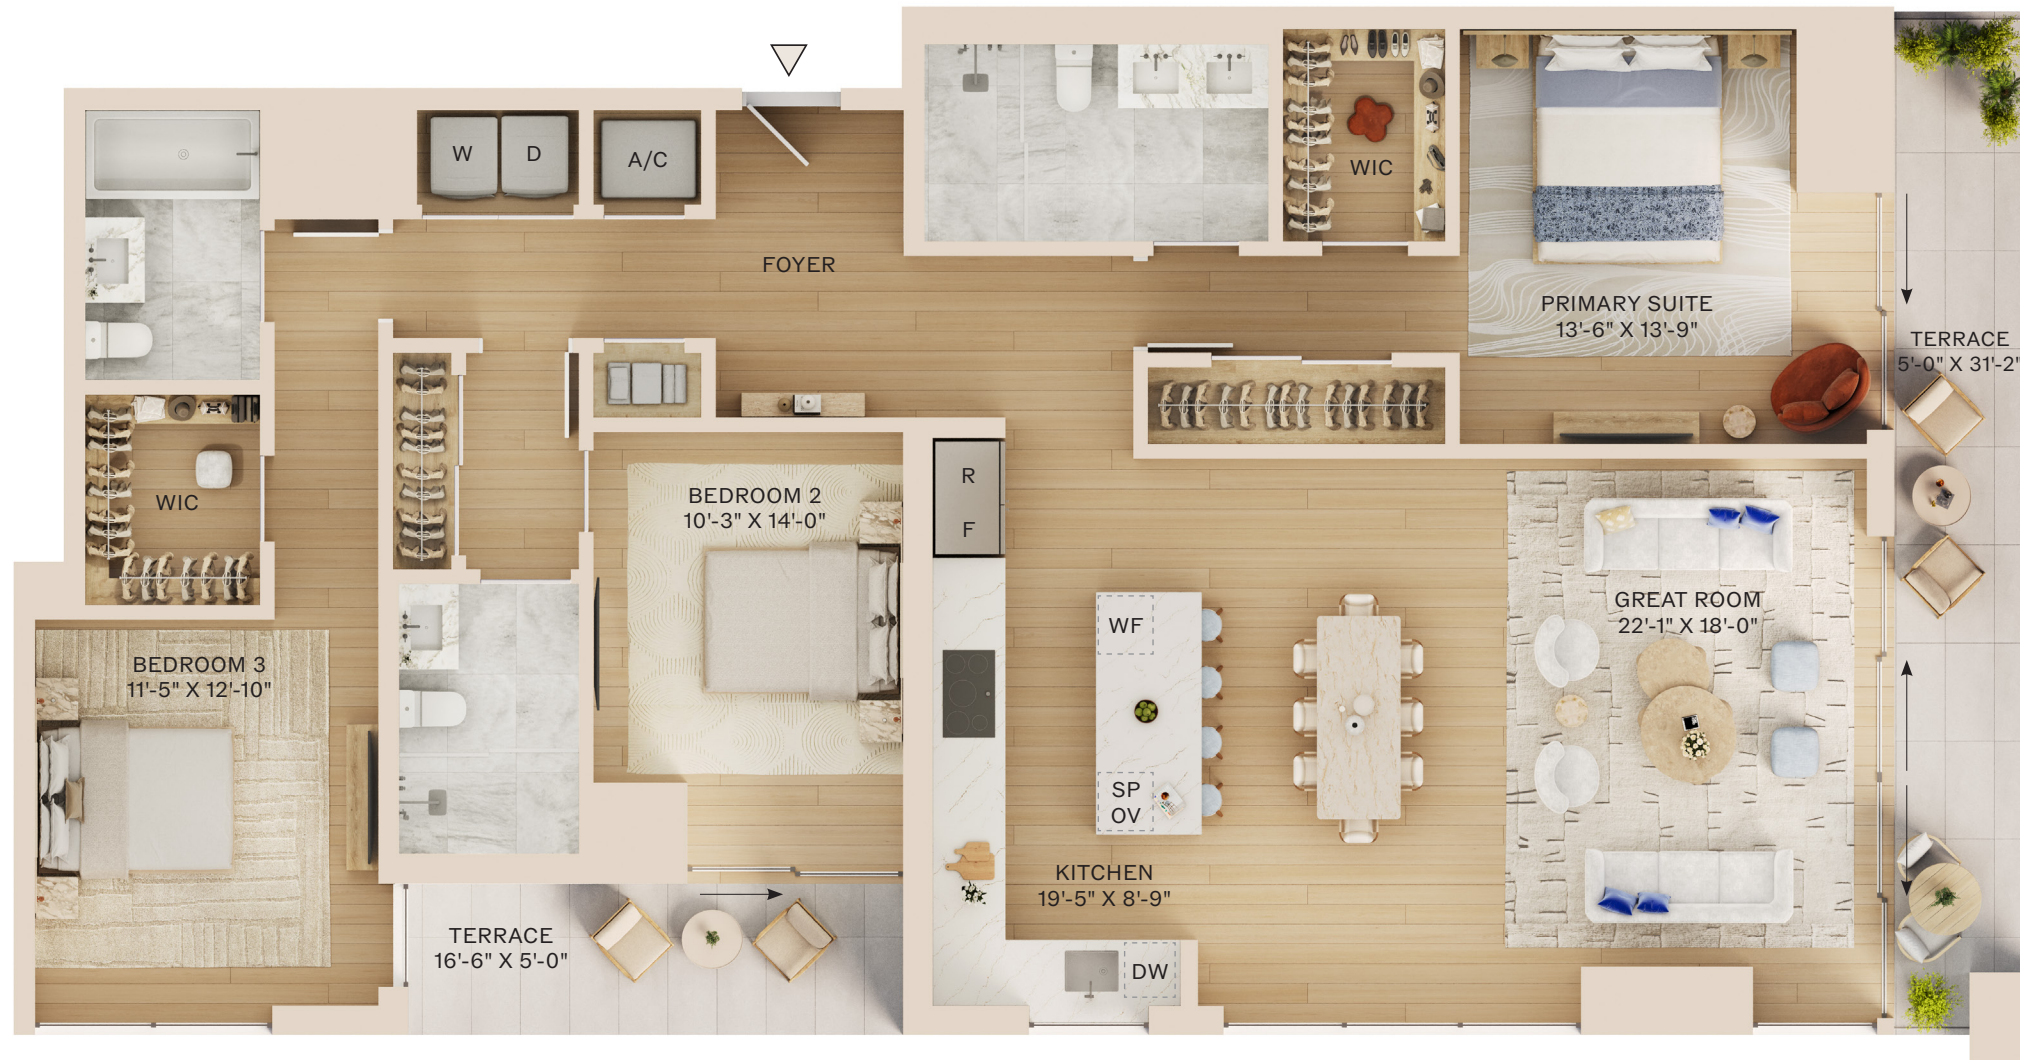 W
D
A/C
WIC
FOYER
PRIMARY SUITE
13'-6" X 13'-9"
TERRACE
5'-0" X 31'-2"
R
F
WIC
BEDROOM 2
10'-3" X 14'-0"
GREAT ROOM
22'-1" X 18'-0"
WF
BEDROOM 3
11'-5" X 12'-10"
SP
OV
KITCHEN
19'-5" X 8'-9"
TERRACE
16'-6" X 5'-0"
DW